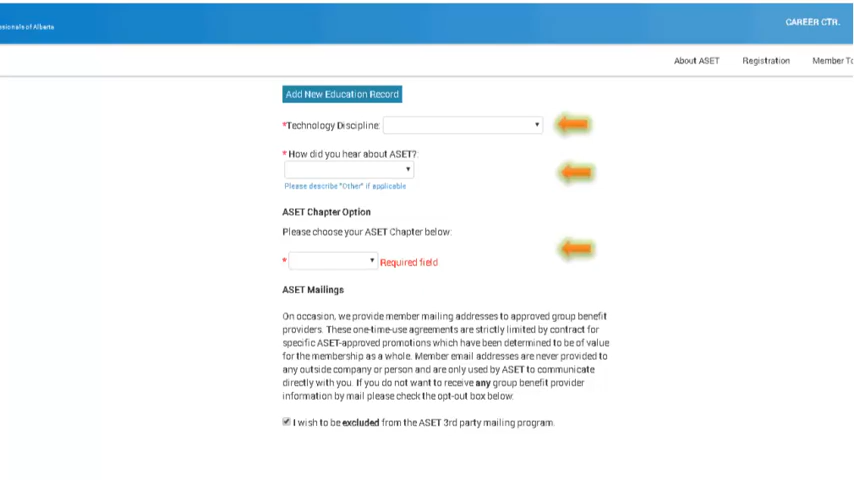 CAREER CTR.
essionals of Alberta
About ASET Registration Member To
Add New Education Record
*Technology Discipline:
* How did you hear about ASET?:
Please describe "Other" if applicable
ASET Chapter Option
Please choose your ASET Chapter below:
* Required field
ASET Mailings
On occasion, we provide member mailing addresses to approved group benefit
providers. These one-time-use agreements are strictly limited by contract for
specific ASET-approved promotions which have been determined to be of value
for the membership as a whole. Member email addresses are never provided to
any outside company or person and are only used by ASET to communicate
directly with you. If you do not want to receive any group benefit provider
information by mail please check the opt-out box below:
I wish to be excluded from the ASET 3rd party mailing program.